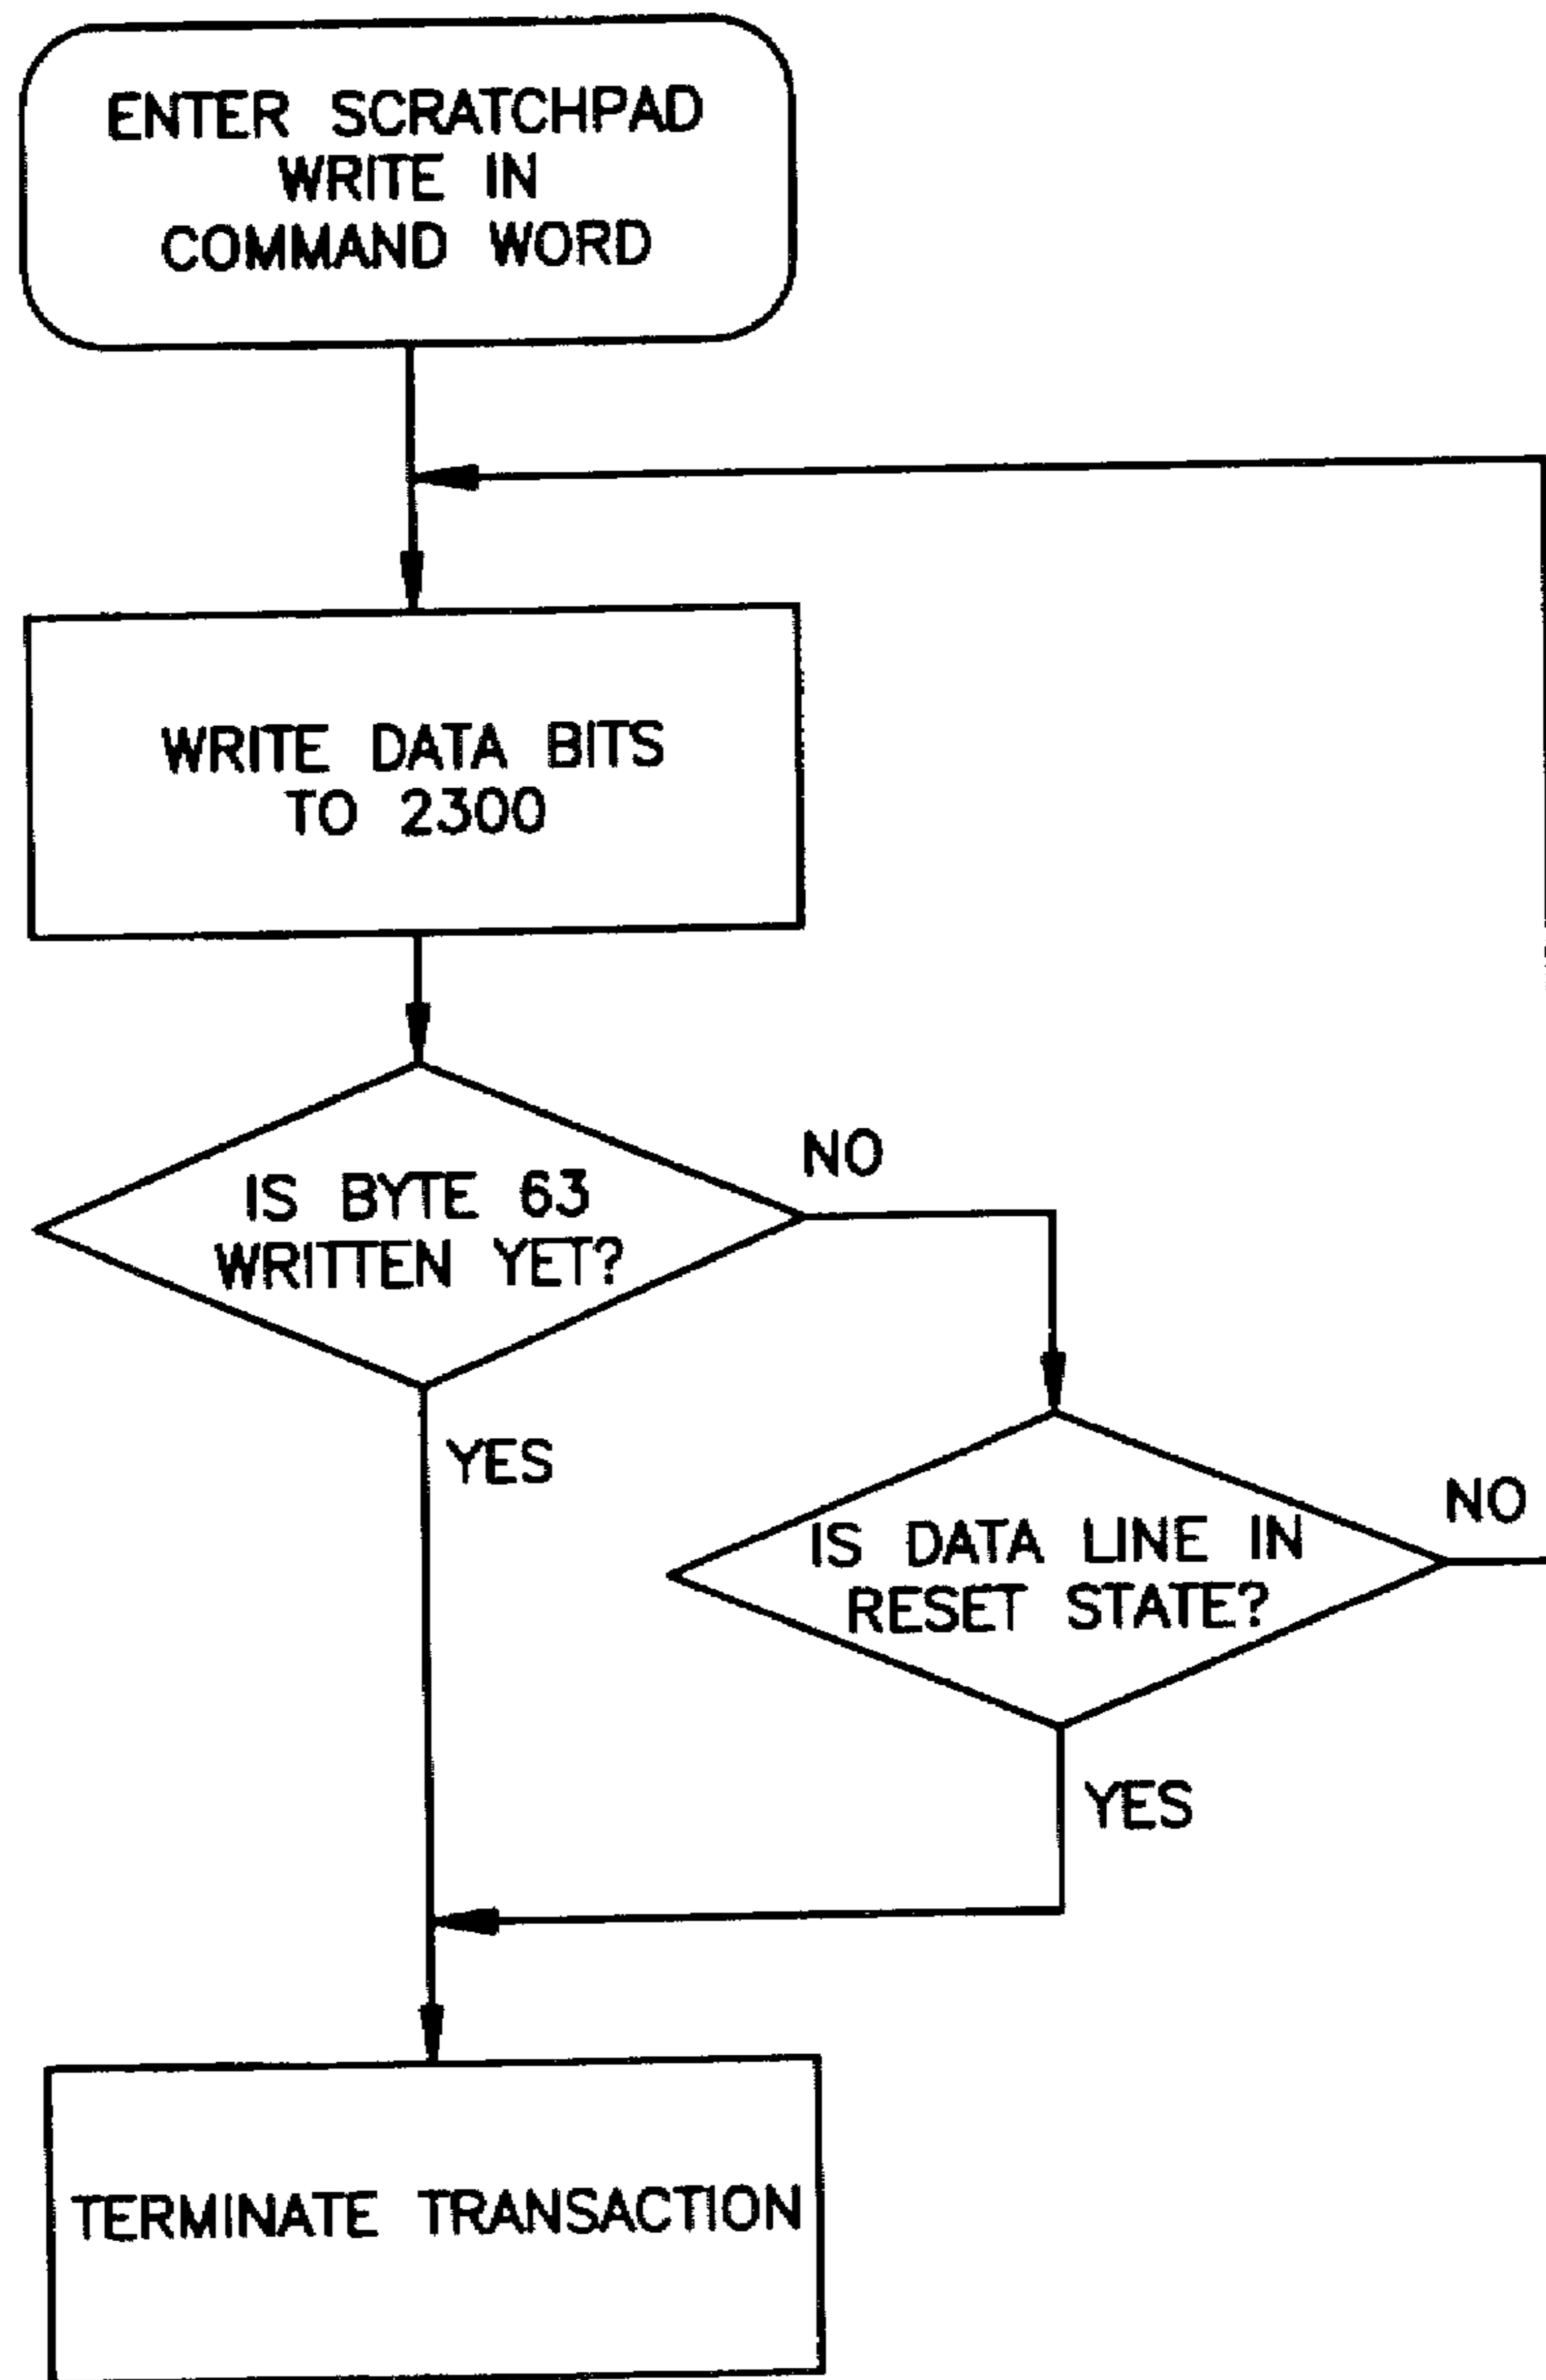 ENTER SCRATCHPAD
WRITE IN
COMMAND WORD
WRITE DATA BITS
TO 2300
IS BYTE 63
WRITTEN YET?
NO
YES
IS DATA LINE IN
RESET STATE?
NO
YES
TERMINATE TRANSACTION